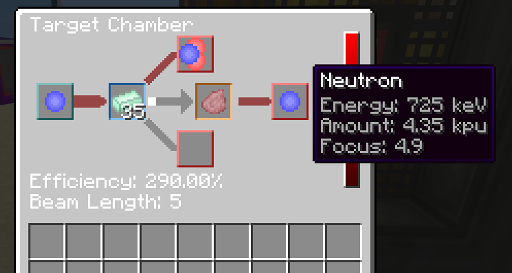 Target Chamber
Neutron
Energy: 725 keV
Amount: 4.35 kpu
Focus: 4.9
35
Efficiency: 290.00%
Beam Length: 5